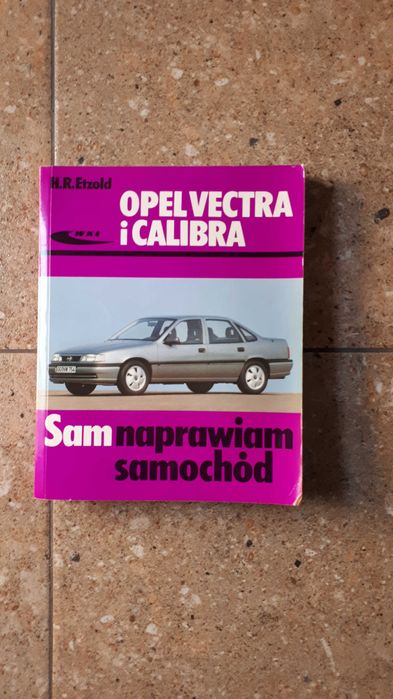 H.R.Etzold
OPEL VECTRA
WKŁ
i CALIBRA
Sam naprawiam
samochód